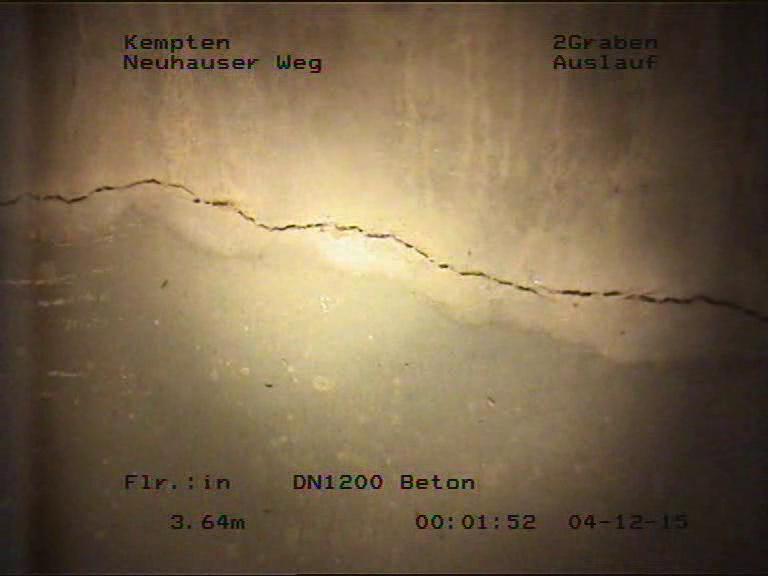 Kempten
Neuhauser Weg
2Graben
Auslauf
Flr.:in DN1200 Beton
3.64m 00:01:52 04-12-15